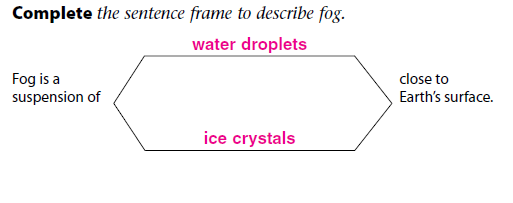 Complete the sentence frame to describe fog.
water droplets
Fog is a
suspension of
close to
Earth's surface.
ice crystals